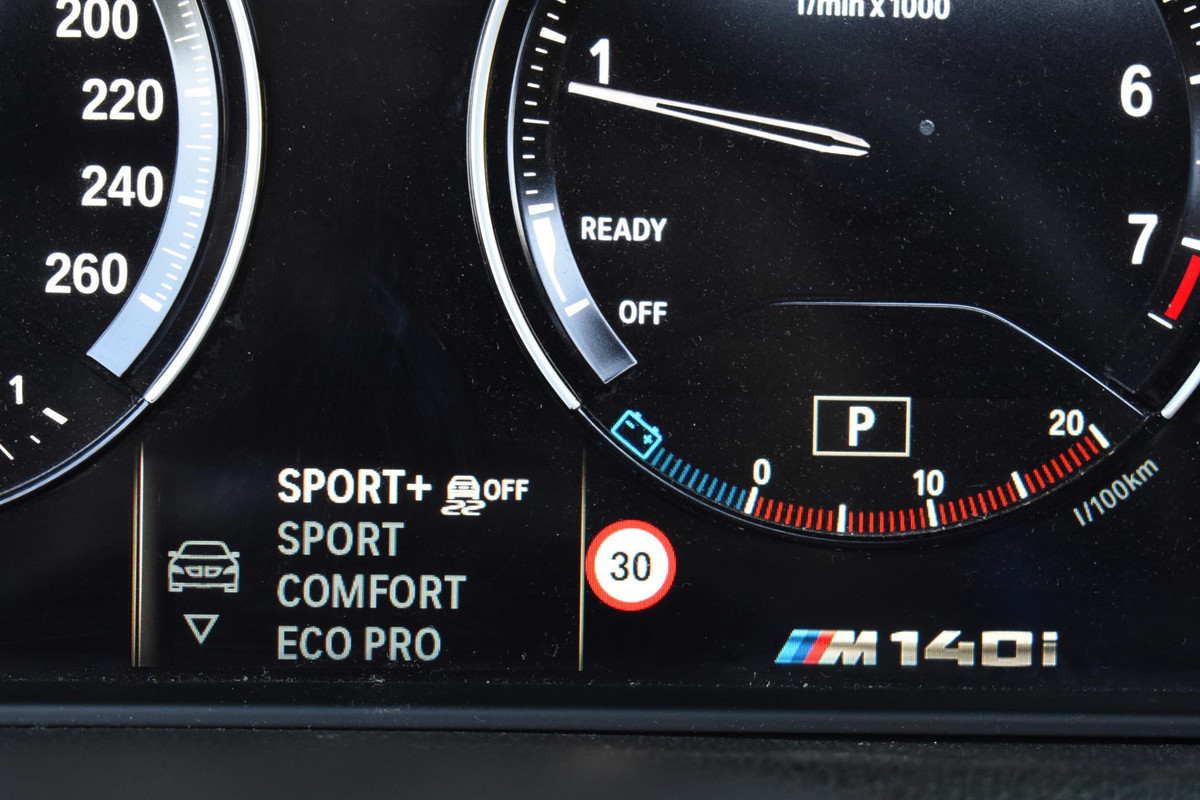 200
220
240
260
1
1/min x 1000
1
6
7
READY
OFF
P
0
10
20
l/100km
SPORT+ OFF
SPORT
COMFORT
ECO PRO
30
M140i